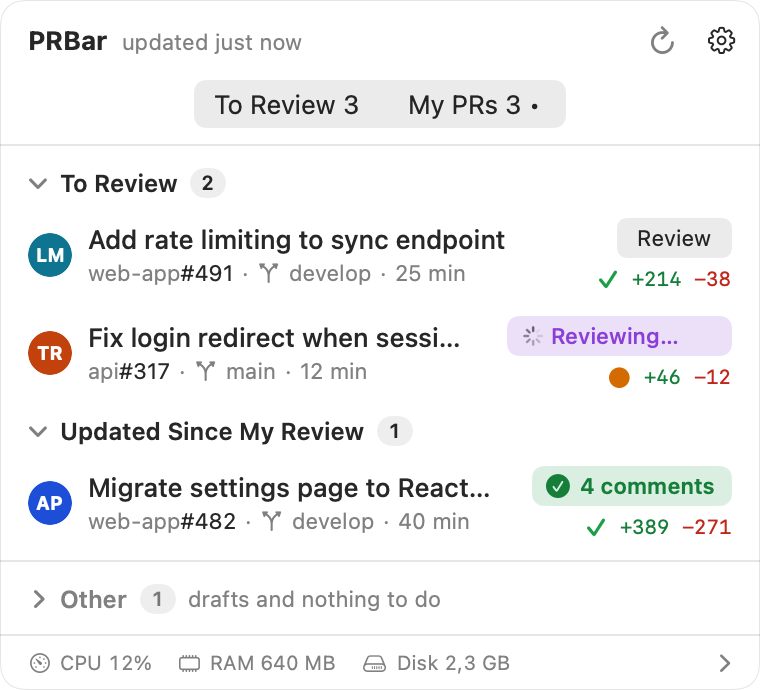 PRBar updated just now
To Review 3 My PRs 3 •
To Review 2
LM Add rate limiting to sync endpoint Review
web-app#491 · develop · 25 min +214 −38
TR Fix login redirect when sessi... Reviewing...
api#317 · main · 12 min +46 −12
Updated Since My Review 1
AP Migrate settings page to React... 4 comments
web-app#482 · develop · 40 min +389 −271
Other 1 drafts and nothing to do
CPU 12% RAM 640 MB Disk 2,3 GB